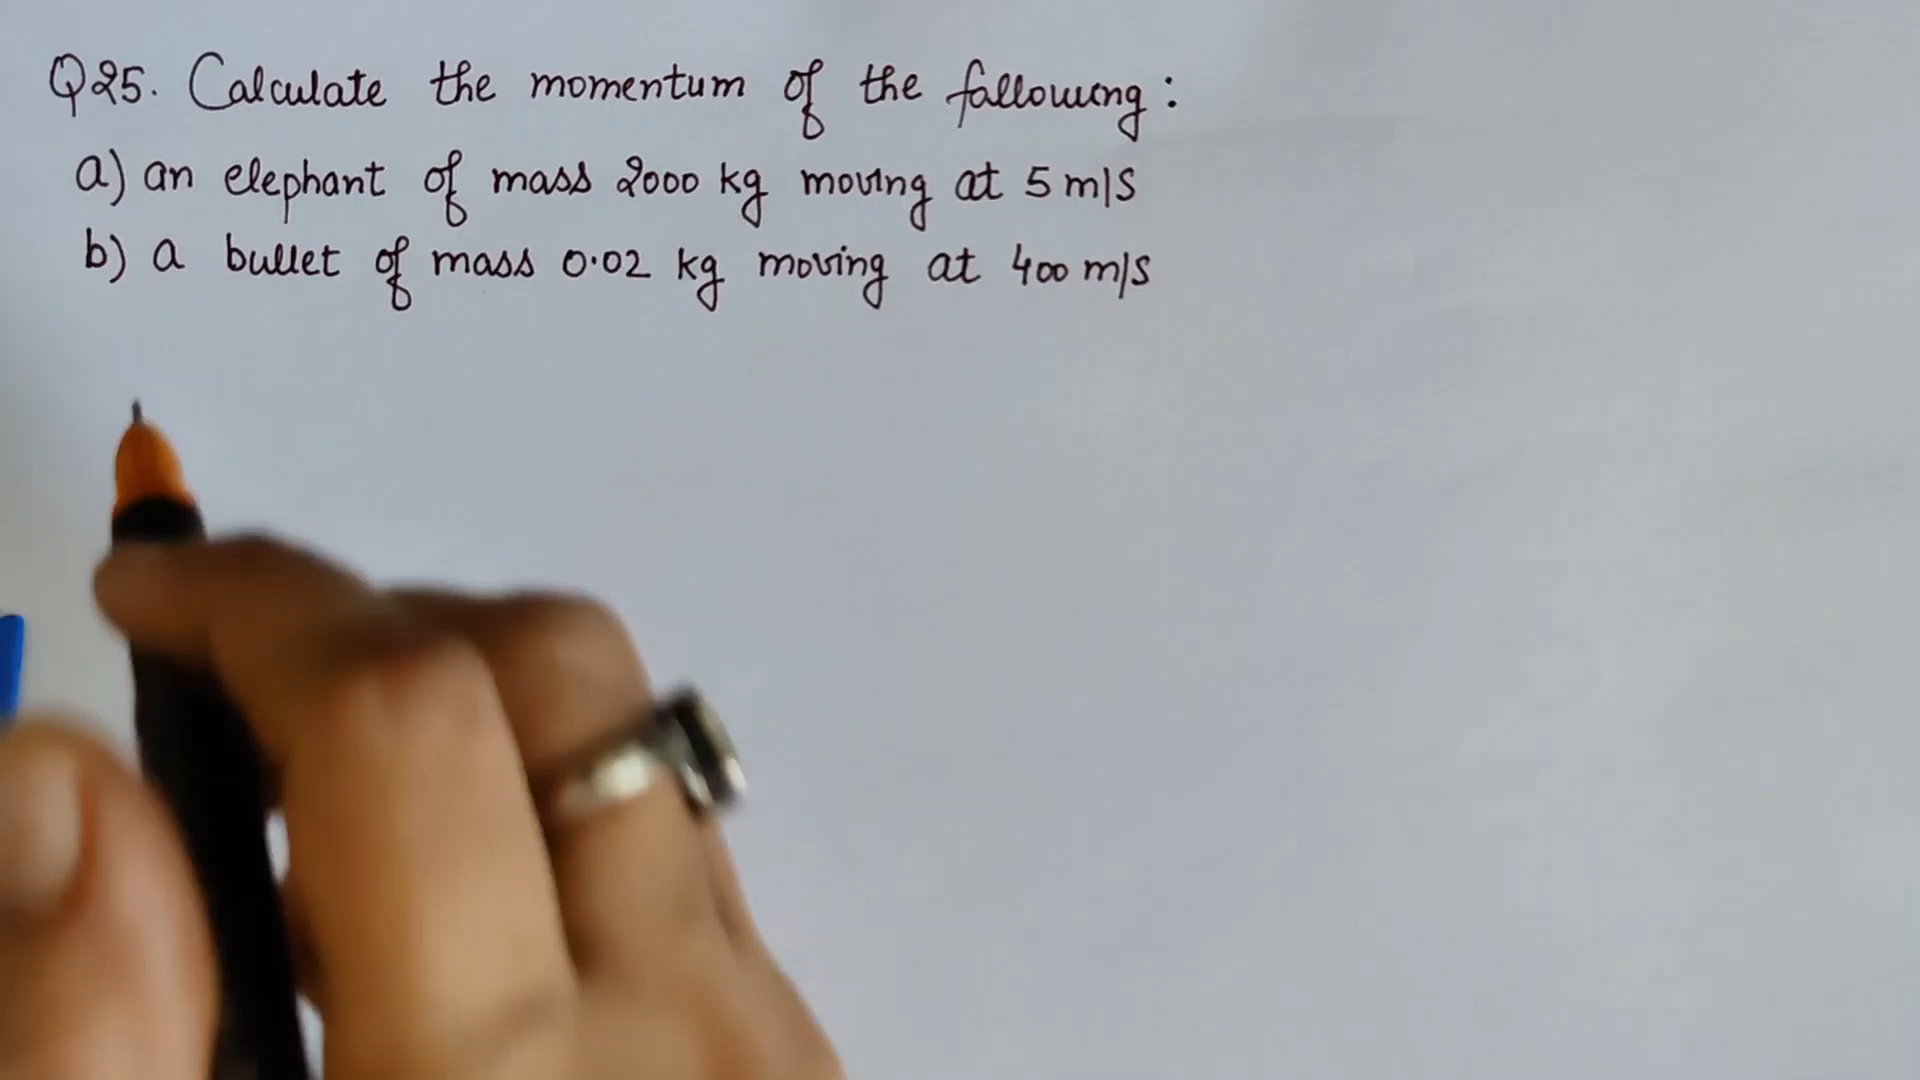 Q25. Calculate the momentum of the following :
a) an elephant of mass 2000 kg moving at 5 m/s
b) a bullet of mass 0.02 kg moving at 400 m/s